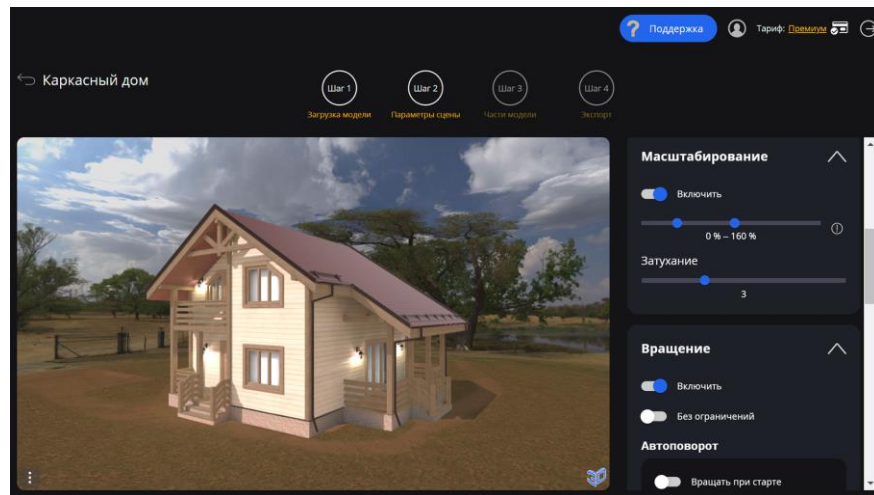 ? Поддержка
Тариф: Премиум
Каркасный дом
Шаг 1
Загрузка модели
Шаг 2
Параметры сцены
Шаг 3
Части модели
Шаг 4
Экспорт
Масштабирование
Включить
0 % – 160 %
Затухание
3
Вращение
Включить
Без ограничений
Автоповорот
Вращать при старте
3D